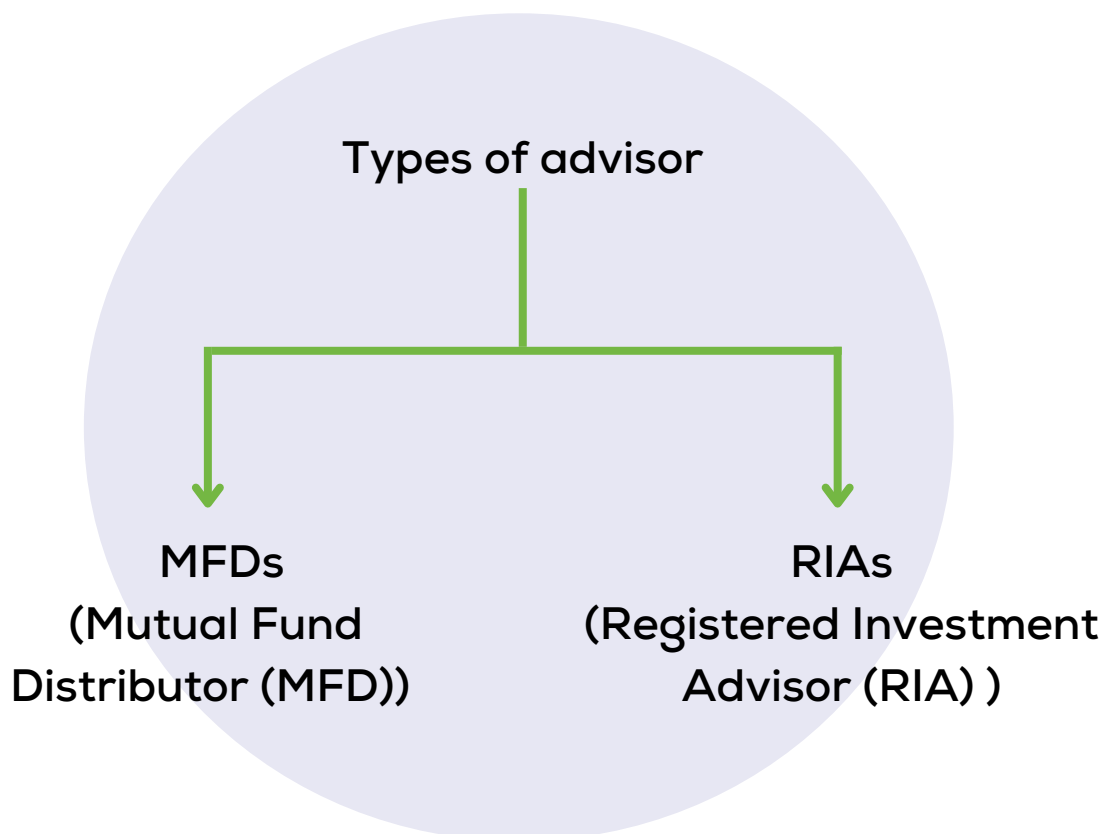 Types of advisor
MFDs
(Mutual Fund
Distributor (MFD))
RIAs
(Registered Investment
Advisor (RIA) )